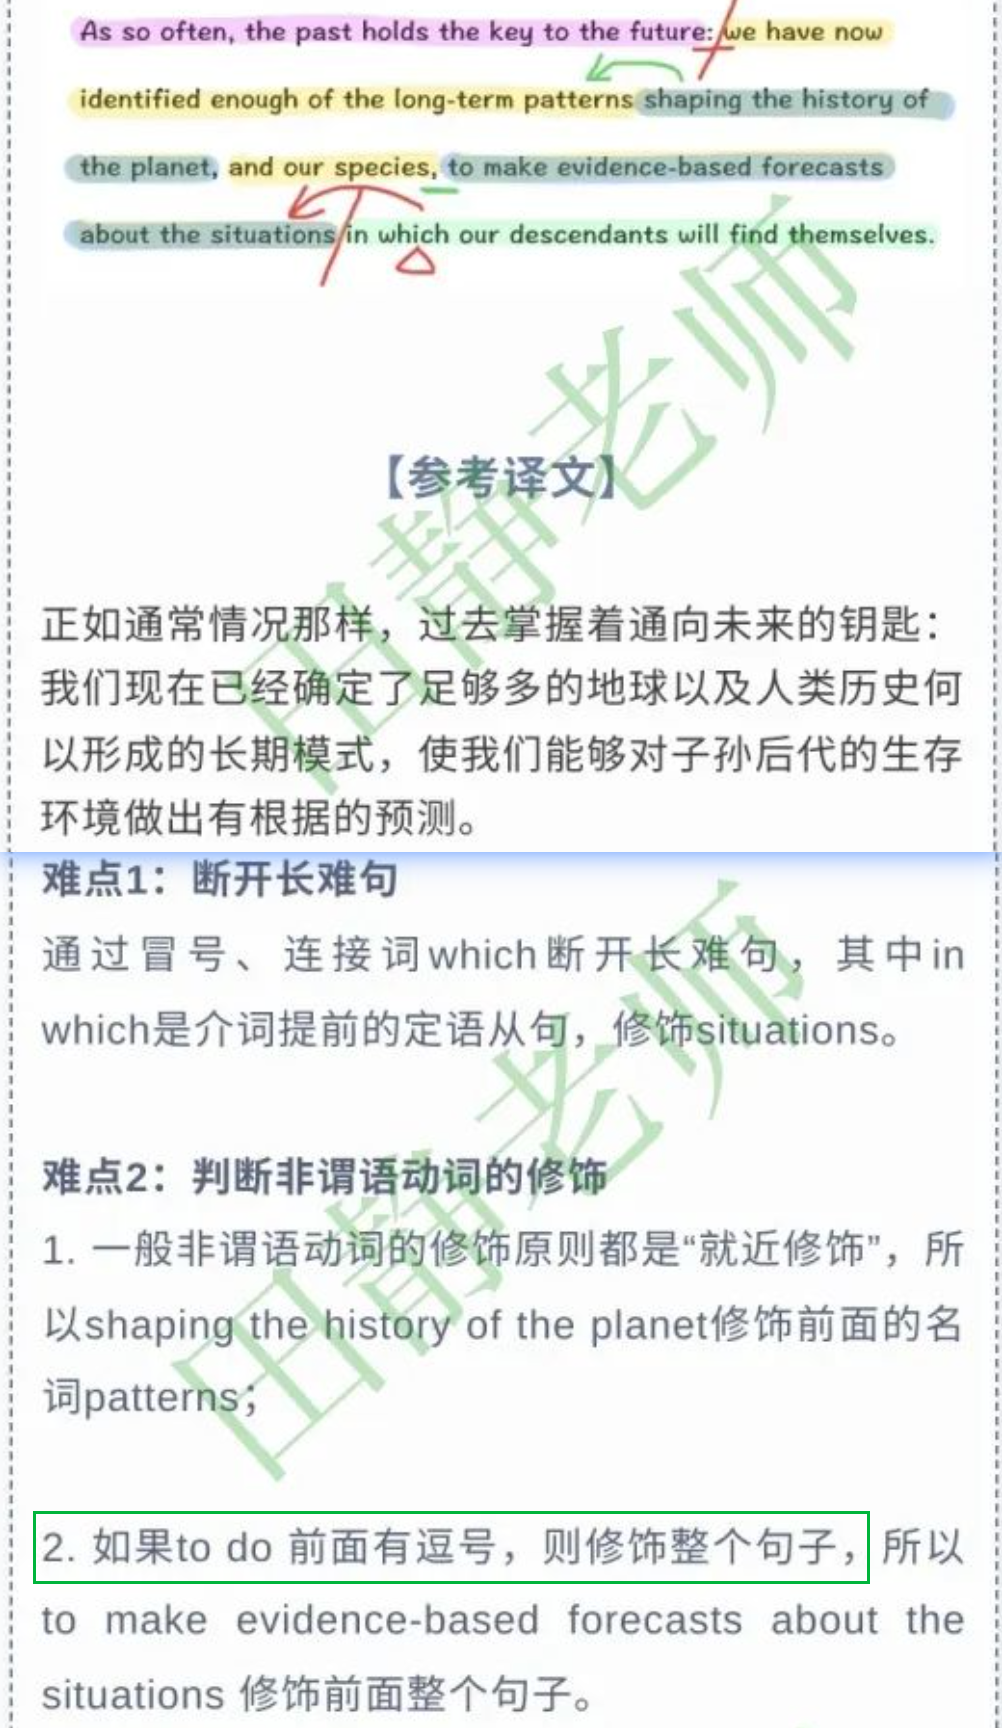 As so often, the past holds the key to the future: we have now
identified enough of the long-term patterns shaping the history of
the planet, and our species, to make evidence-based forecasts
about the situations in which our descendants will find themselves.
【参考译文】
正如通常情况那样，过去掌握着通向未来的钥匙：
我们现在已经确定了足够多的地球以及人类历史何
以形成的长期模式，使我们能够对子孙后代的生存
环境做出有根据的预测。
田静老师
难点1：断开长难句
通过冒号、连接词which断开长难句，其中in
which是介词提前的定语从句，修饰situations。
难点2：判断非谓语动词的修饰
1. 一般非谓语动词的修饰原则都是“就近修饰”，所
以shaping the history of the planet修饰前面的名
词patterns；
2. 如果to do 前面有逗号，则修饰整个句子，所以
to make evidence-based forecasts about the
situations 修饰前面整个句子。
田静老师